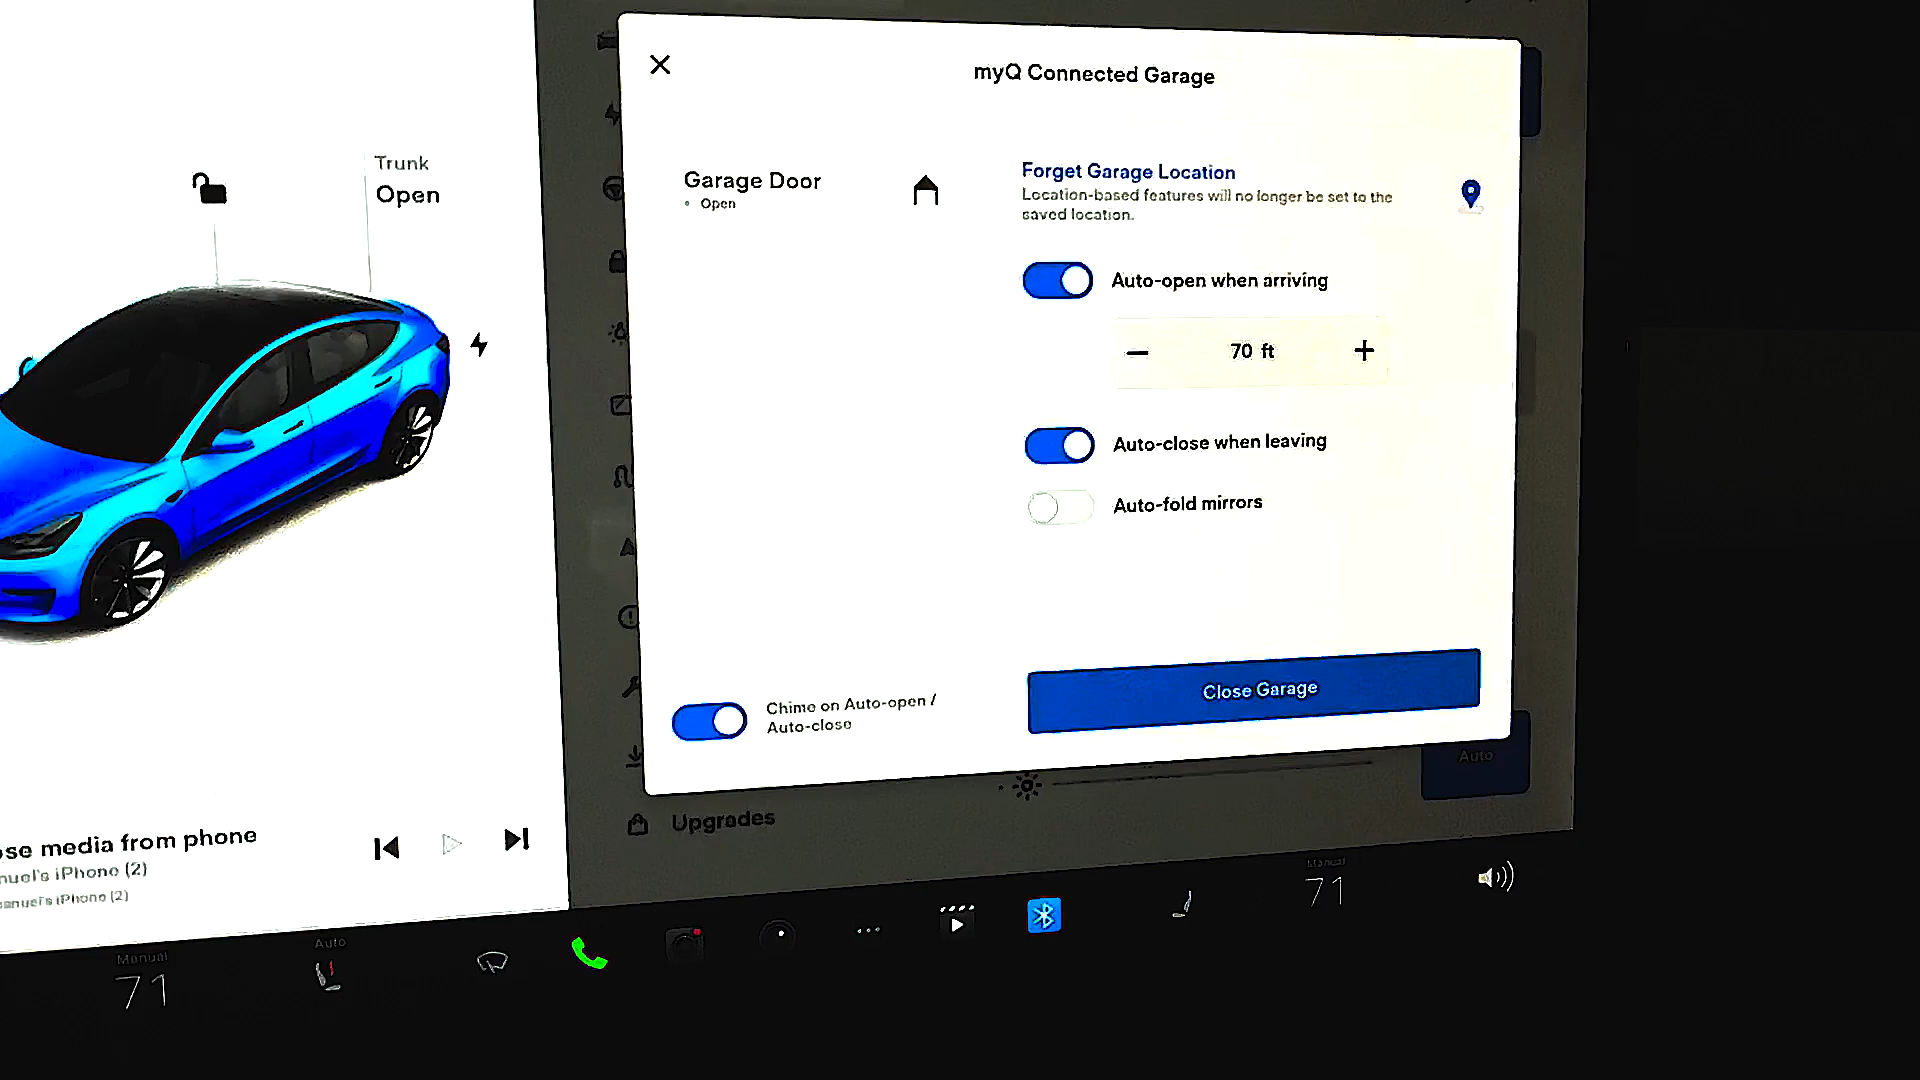 myQ Connected Garage
Trunk
Open
Garage Door
Open
Forget Garage Location
Location-based features will no longer be set to the
saved location.
Auto-open when arriving
70 ft
Auto-close when leaving
Auto-fold mirrors
Close Garage
Chime on Auto-open /
Auto-close
Auto
Upgrades
media from phone
iPhone (2)
iPhone (2)
Manual
71
Auto
Manual
71